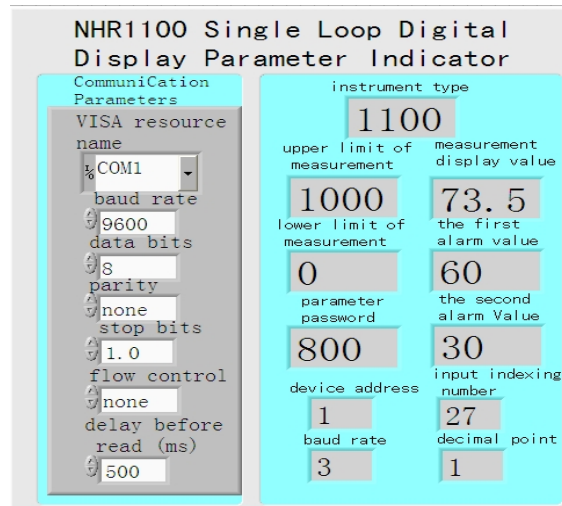 NHR1100 Single Loop Digital
Display Parameter Indicator
CommuniCation
Parameters
VISA resource
name
I/O COM1
baud rate
9600
data bits
8
parity
none
stop bits
1.0
flow control
none
delay before
read (ms)
500
instrument type
1100
upper limit of
measurement
1000
measurement
display value
73.5
lower limit of
measurement
0
the first
alarm value
60
parameter
password
800
the second
alarm Value
30
device address
1
input indexing
number
27
baud rate
3
decimal point
1